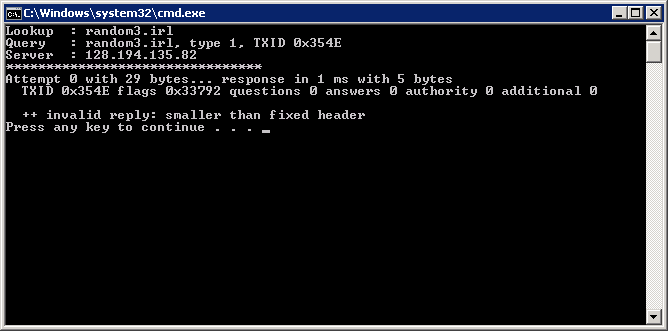 C:\Windows\system32\cmd.exe
Lookup  : random3.irl
Query   : random3.irl, type 1, TXID 0x354E
Server  : 128.194.135.82
********************************
Attempt 0 with 29 bytes... response in 1 ms with 5 bytes
  TXID 0x354E flags 0x33792 questions 0 answers 0 authority 0 additional 0
  ++ invalid reply: smaller than fixed header
Press any key to continue . . .